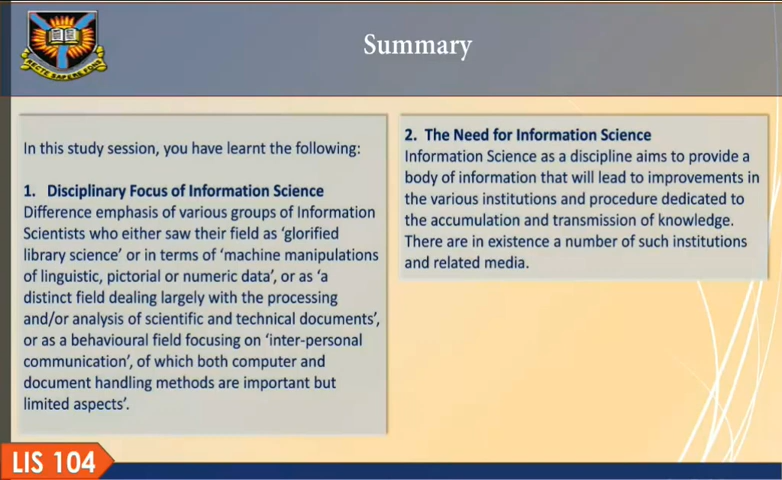 Summary
In this study session, you have learnt the following:
1. Disciplinary Focus of Information Science
Difference emphasis of various groups of Information
Scientists who either saw their field as ‘glorified
library science’ or in terms of ‘machine manipulations
of linguistic, pictorial or numeric data’, or as ‘a
distinct field dealing largely with the processing
and/or analysis of scientific and technical documents’,
or as a behavioural field focusing on ‘inter-personal
communication’, of which both computer and
document handling methods are important but
limited aspects’.
2. The Need for Information Science
Information Science as a discipline aims to provide a
body of information that will lead to improvements in
the various institutions and procedure dedicated to
the accumulation and transmission of knowledge.
There are in existence a number of such institutions
and related media.
RECTE SAPERE FONS
LIS 104